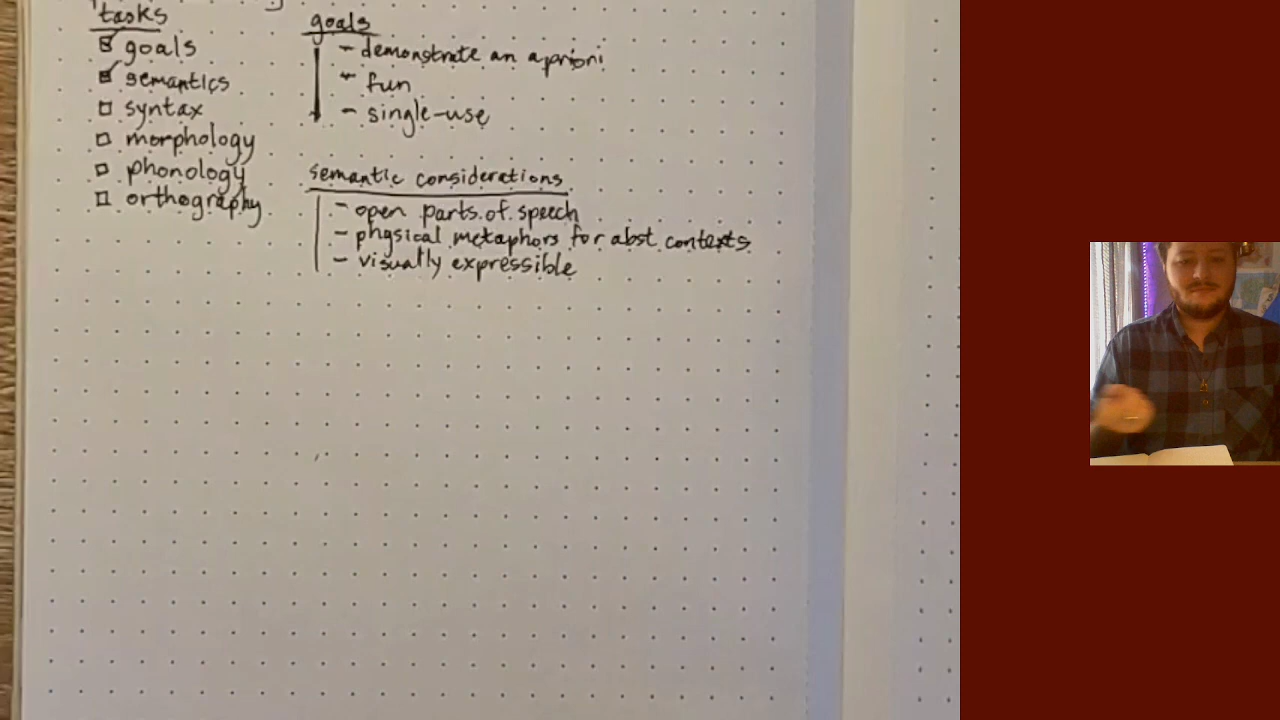 tasks
goals
semantics
syntax
morphology
phonology
orthography
goals
- demonstrate an a priori
- fun
- single-use
semantic considerations
- open parts of speech
- physical metaphors for abst contexts
- visually expressible